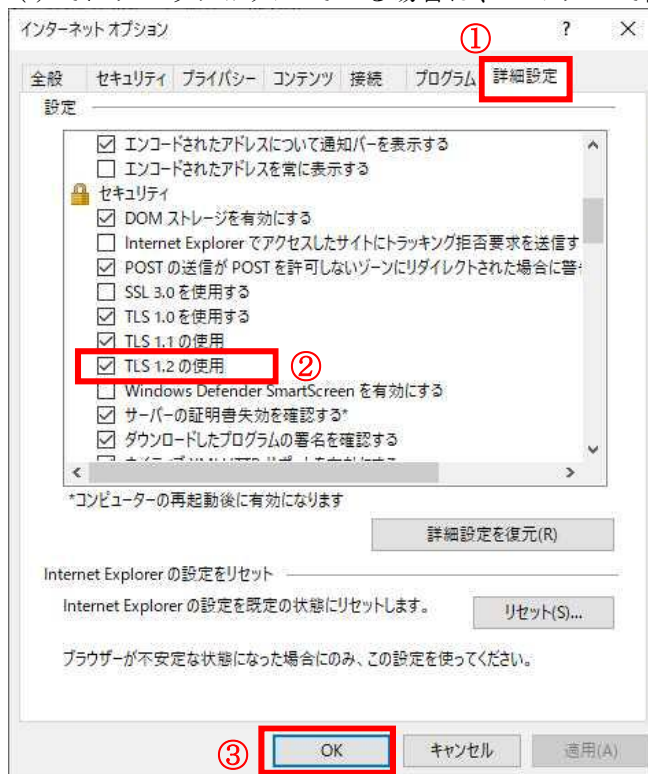 インターネット オプション
?
×
①
全般 セキュリティ プライバシー コンテンツ 接続 プログラム 詳細設定
設定
エンコードされたアドレスについて通知バーを表示する
エンコードされたアドレスを常に表示する
セキュリティ
DOM ストレージを有効にする
Internet Explorer でアクセスしたサイトにトラッキング拒否要求を送信す
POST の送信が POST を許可しないゾーンにリダイレクトされた場合に警
SSL 3.0 を使用する
TLS 1.0 を使用する
TLS 1.1 の使用
TLS 1.2 の使用
②
Windows Defender SmartScreen を有効にする
サーバーの証明書失効を確認する*
ダウンロードしたプログラムの署名を確認する
*コンピューターの再起動後に有効になります
詳細設定を復元(R)
Internet Explorer の設定をリセット
Internet Explorer の設定を既定の状態にリセットします。
リセット(S)...
ブラウザーが不安定な状態になった場合にのみ、この設定を使ってください。
③
OK キャンセル 適用(A)